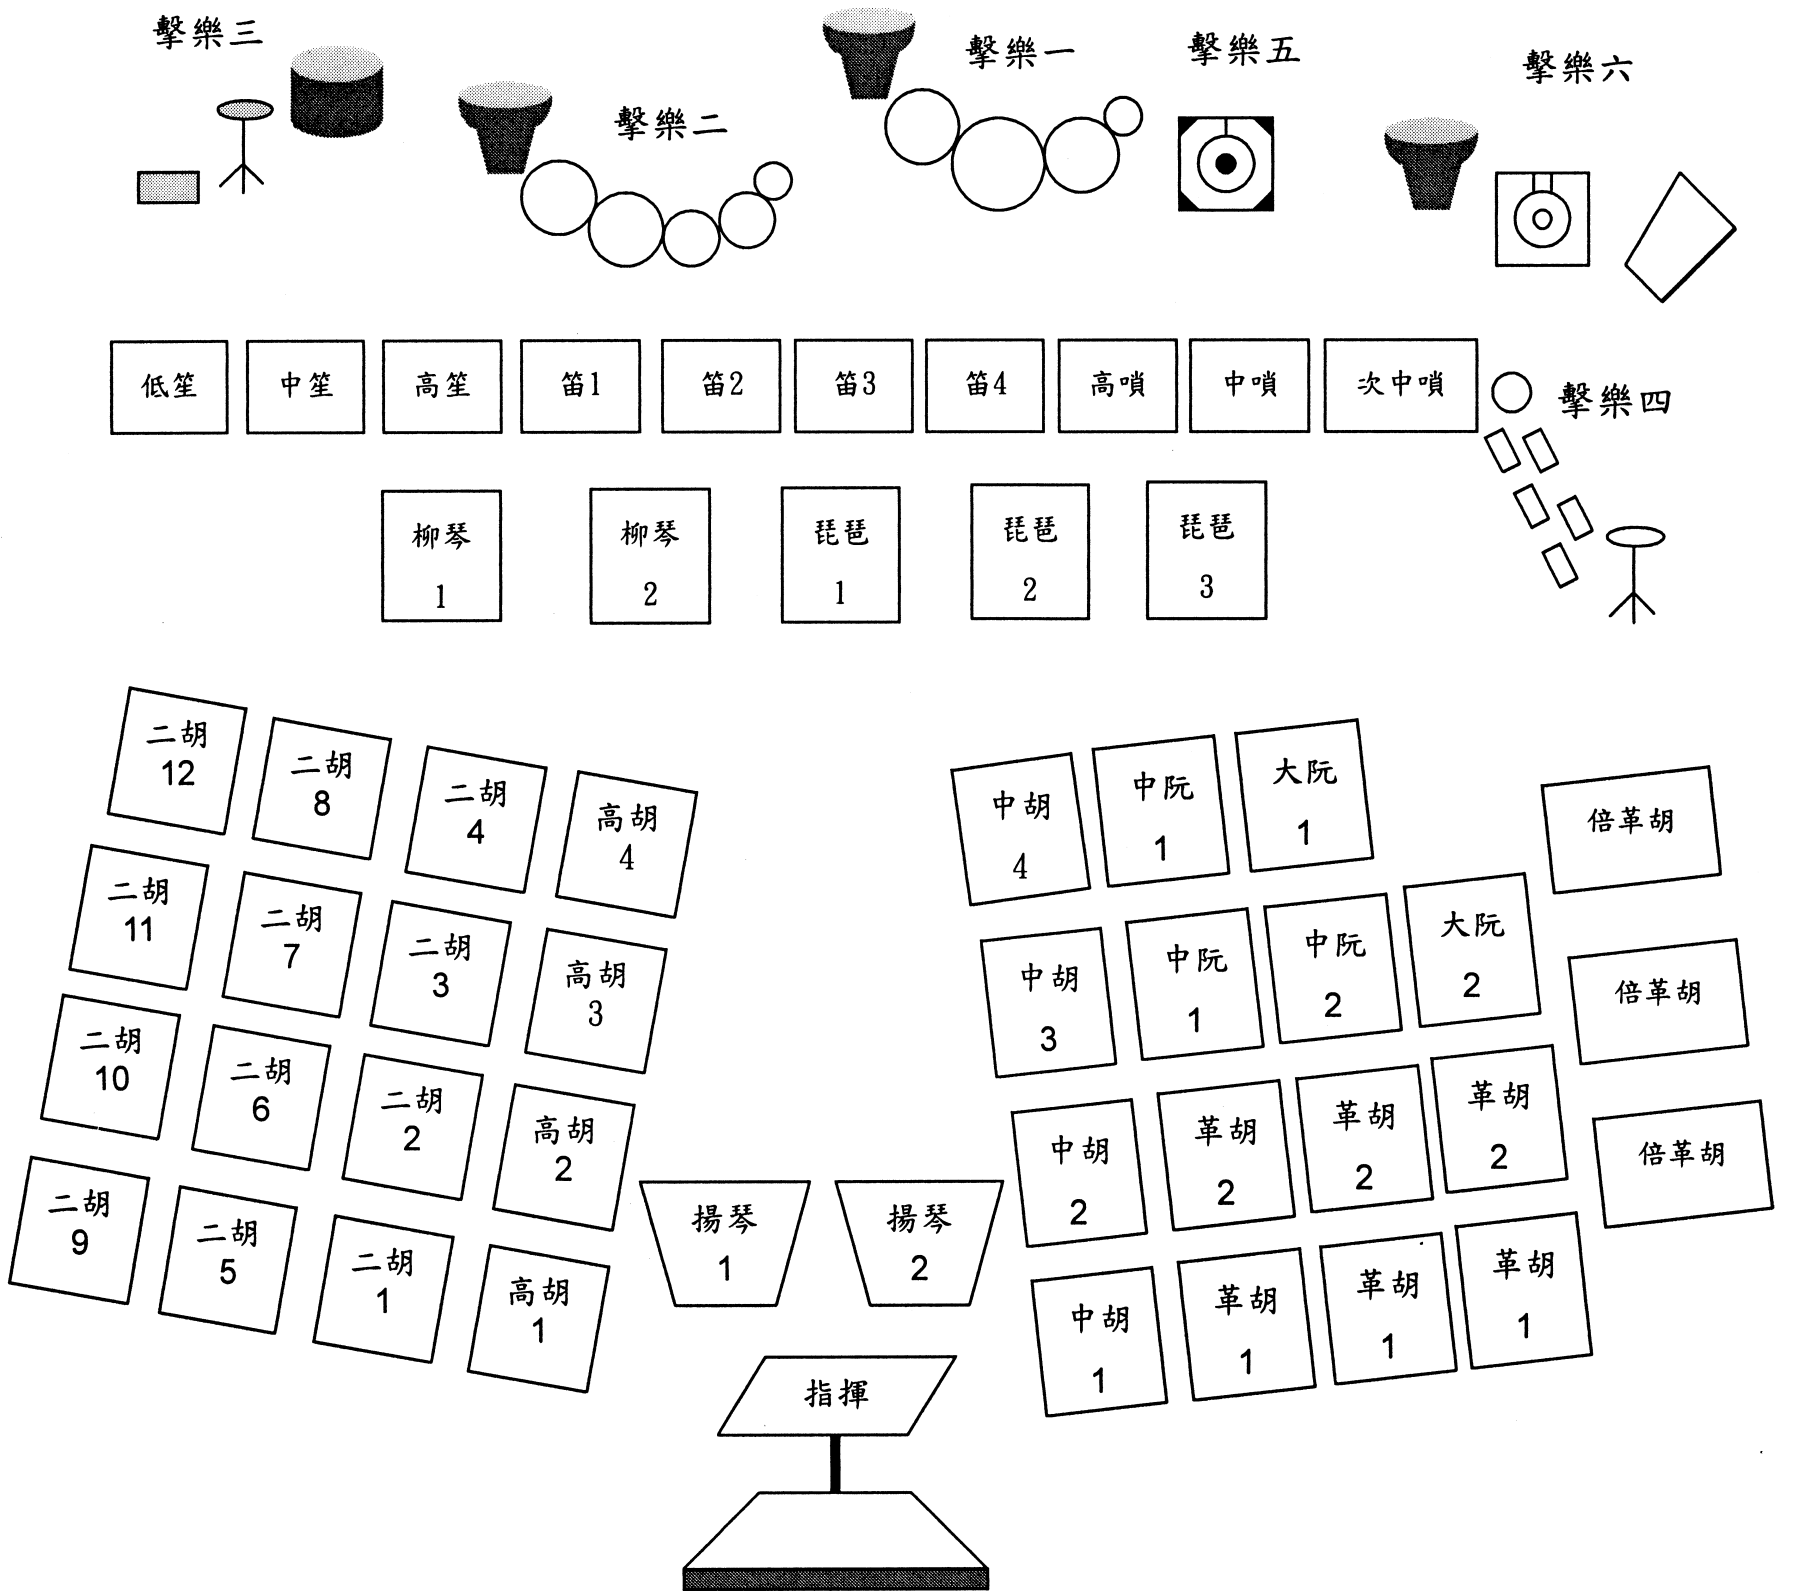 擊樂三
擊樂二
擊樂一
擊樂五
擊樂六
低笙
中笙
高笙
笛1
笛2
笛3
笛4
高嗩
中嗩
次中嗩
擊樂四
柳琴
1
柳琴
2
琵琶
1
琵琶
2
琵琶
3
二胡
12
二胡
8
二胡
4
高胡
4
二胡
11
二胡
7
二胡
3
高胡
3
二胡
10
二胡
6
二胡
2
高胡
2
二胡
9
二胡
5
二胡
1
高胡
1
揚琴
1
揚琴
2
中胡
4
中阮
1
大阮
1
倍革胡
中胡
3
中阮
1
中阮
2
大阮
2
倍革胡
中胡
2
革胡
2
革胡
2
革胡
2
倍革胡
中胡
1
革胡
1
革胡
1
革胡
1
指揮